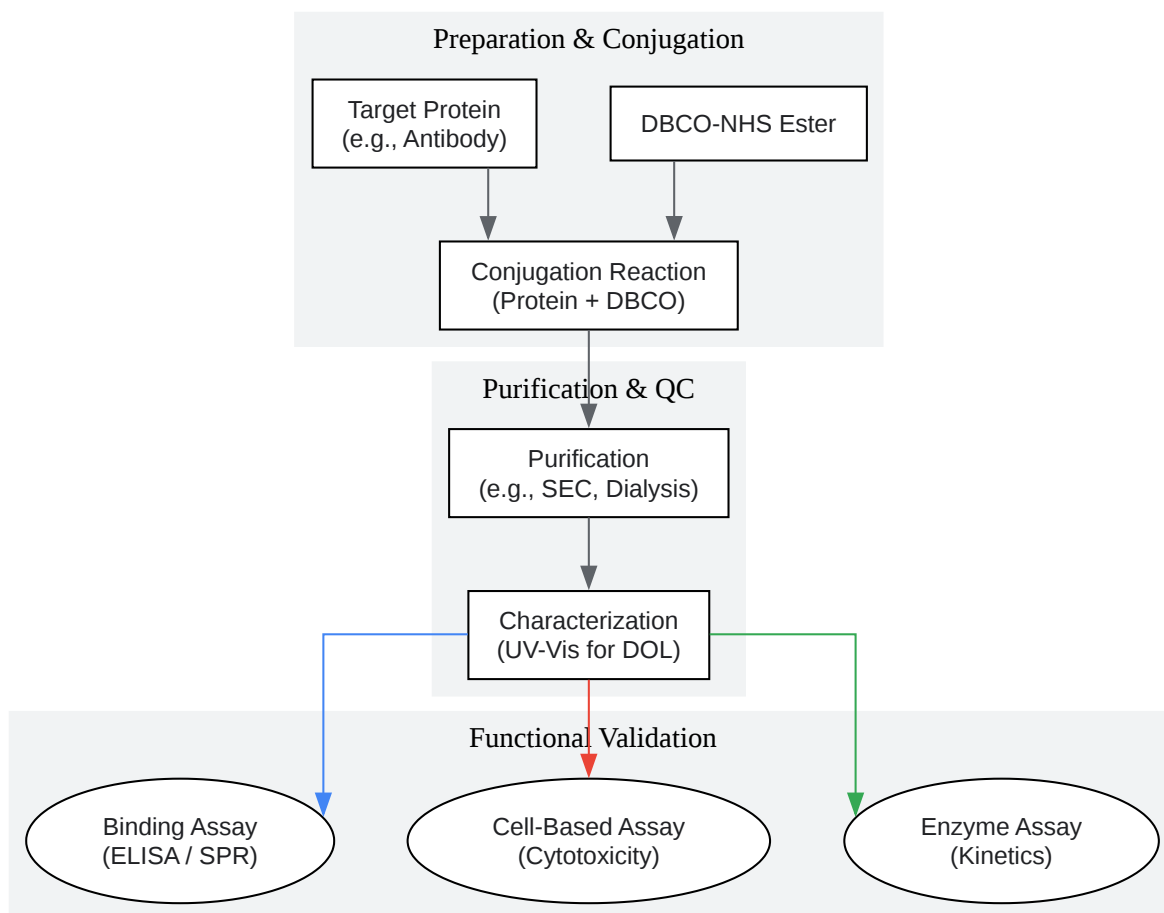 Preparation & Conjugation
Target Protein
(e.g., Antibody)
DBCO-NHS Ester
Conjugation Reaction
(Protein + DBCO)
Purification & QC
Purification
(e.g., SEC, Dialysis)
Characterization
(UV-Vis for DOL)
Functional Validation
Binding Assay
(ELISA / SPR)
Cell-Based Assay
(Cytotoxicity)
Enzyme Assay
(Kinetics)